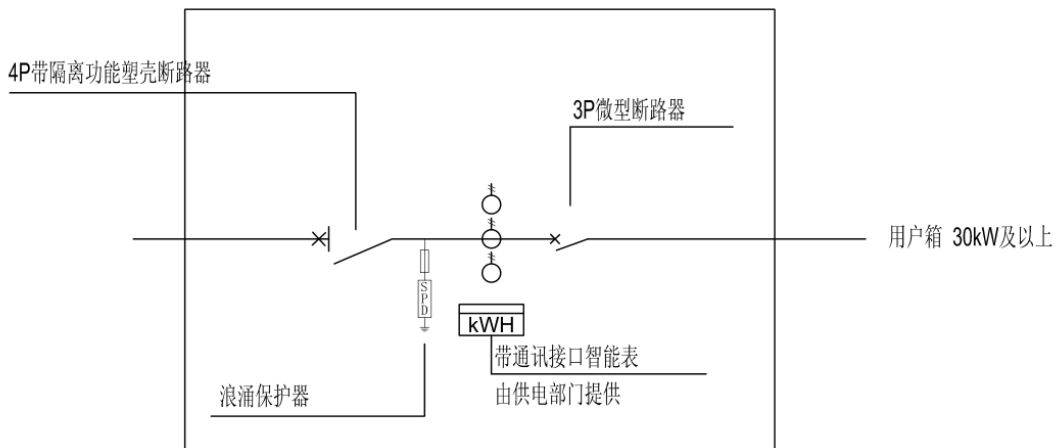 4P带隔离功能塑壳断路器
3P微型断路器
用户箱 30kW及以上
SPD
kWH
带通讯接口智能表
由供电部门提供
浪涌保护器